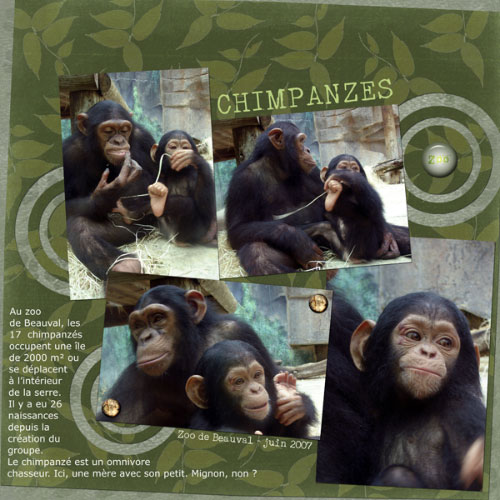 CHIMPANZES
ZOO
Au zoo
de Beauval, les
17 chimpanzés
occupent une île
de 2000 m² ou
se déplacent
à l'intérieur
de la serre.
Il y a eu 26
naissances
depuis la
création du
groupe.
Le chimpanzé est un omnivore
chasseur. Ici, une mère avec son petit. Mignon, non ?
Zoo de Beauval - juin 2007